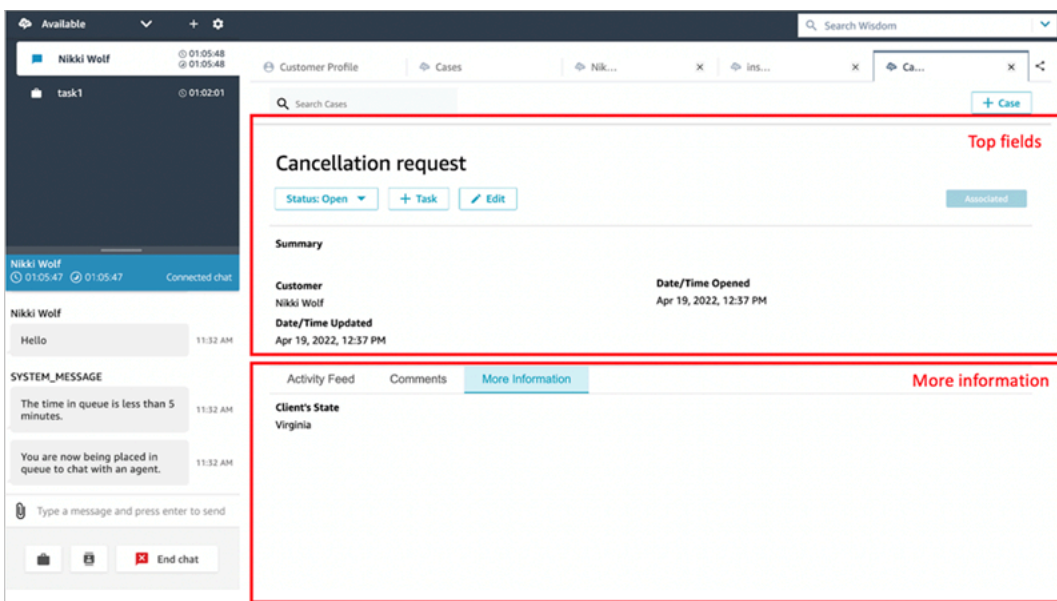 Available
Search Wisdom
Nikki Wolf
01:05:48
01:05:48
task1
01:02:01
Customer Profile
Cases
Nik...
ins...
Ca...
Search Cases
+ Case
Top fields
Cancellation request
Status: Open
+ Task
Edit
Associated
Summary
Customer
Nikki Wolf
Date/Time Opened
Apr 19, 2022, 12:37 PM
Date/Time Updated
Apr 19, 2022, 12:37 PM
Nikki Wolf
01:05:47 01:05:47 Connected chat
Nikki Wolf
Hello 11:32 AM
SYSTEM_MESSAGE
The time in queue is less than 5
minutes.
11:32 AM
You are now being placed in
queue to chat with an agent.
11:32 AM
Type a message and press enter to send
End chat
Activity Feed Comments More Information
More information
Client's State
Virginia